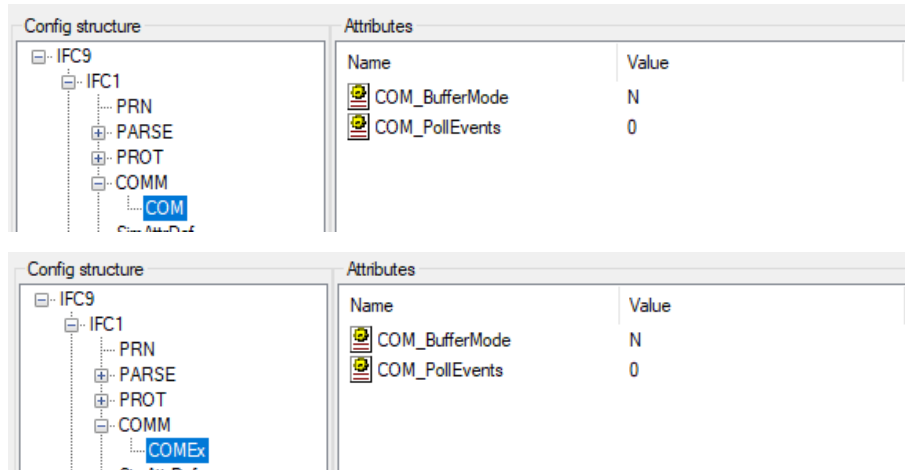 Config structure
Attributes
IFC9
IFC1
PRN
PARSE
PROT
COMM
COM
Name Value
COM_BufferMode N
COM_PollEvents 0
Config structure
Attributes
IFC9
IFC1
PRN
PARSE
PROT
COMM
COMEx
Name Value
COM_BufferMode N
COM_PollEvents 0